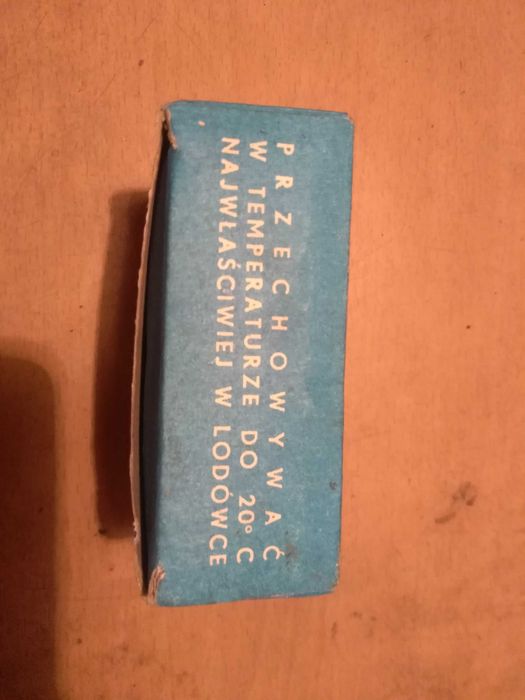 PRZECHOWYWAĆ
W TEMPERATURZE DO 20° C
NAJWŁAŚCIWIEJ W LODÓWCE